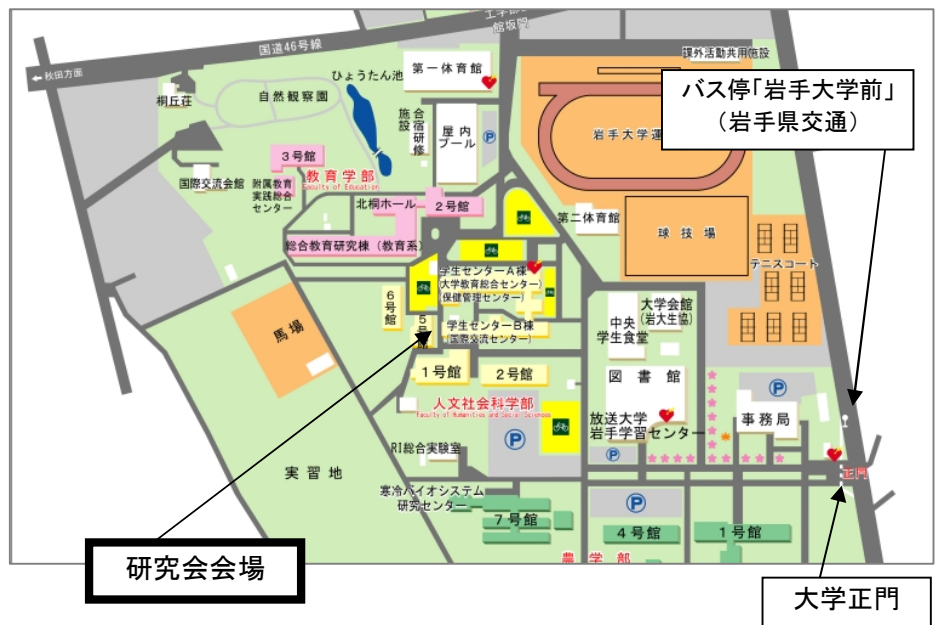 館坂門
国道46号線
←秋田方面
課外活動共用施設
第一体育館
ひょうたん池
桐丘荘
自然観察園
バス停「岩手大学前」
（岩手県交通）
合宿研修
施設
屋内
プール
P
3号館
教育学部
Faculty of Education
国際交流会館
附属教育
実践総合
センター
北桐ホール
2号館
第二体育館
球技場
総合教育研究棟（教育系）
テニスコート
学生センターA棟
(大学教育総合センター)
(保健管理センター)
6号館
5号館
学生センターB棟
(国際交流センター)
大学会館
(岩大生協)
中央
学生食堂
馬場
1号館
2号館
図書館
P
人文社会科学部
Faculty of Humanities and Social Sciences
放送大学
岩手学習センター
事務局
P
P
RI総合実験室
正門
実習地
寒冷バイオシステム
研究センター
P
7号館
4号館
1号館
農学部
研究会会場
大学正門